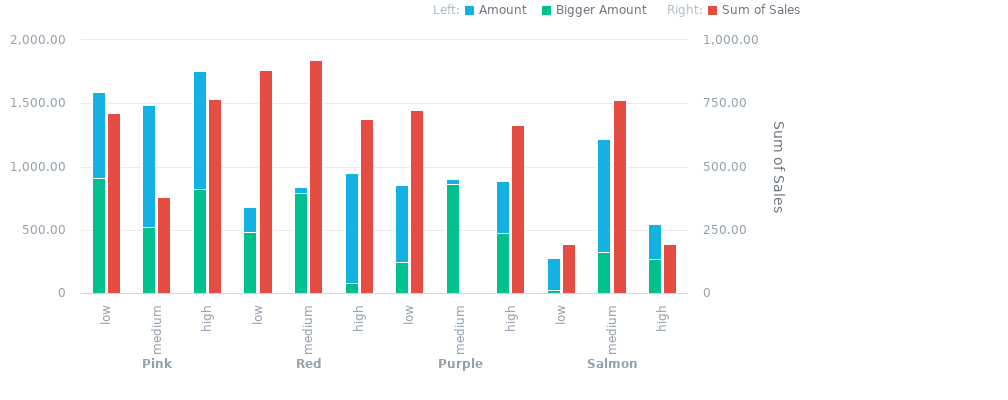 Left: Amount Bigger Amount Right: Sum of Sales
2,000.00 1,000.00
1,500.00 750.00
1,000.00 500.00
500.00 250.00
0 0
Sum of Sales
low medium high low medium high low medium high low medium high
Pink Red Purple Salmon